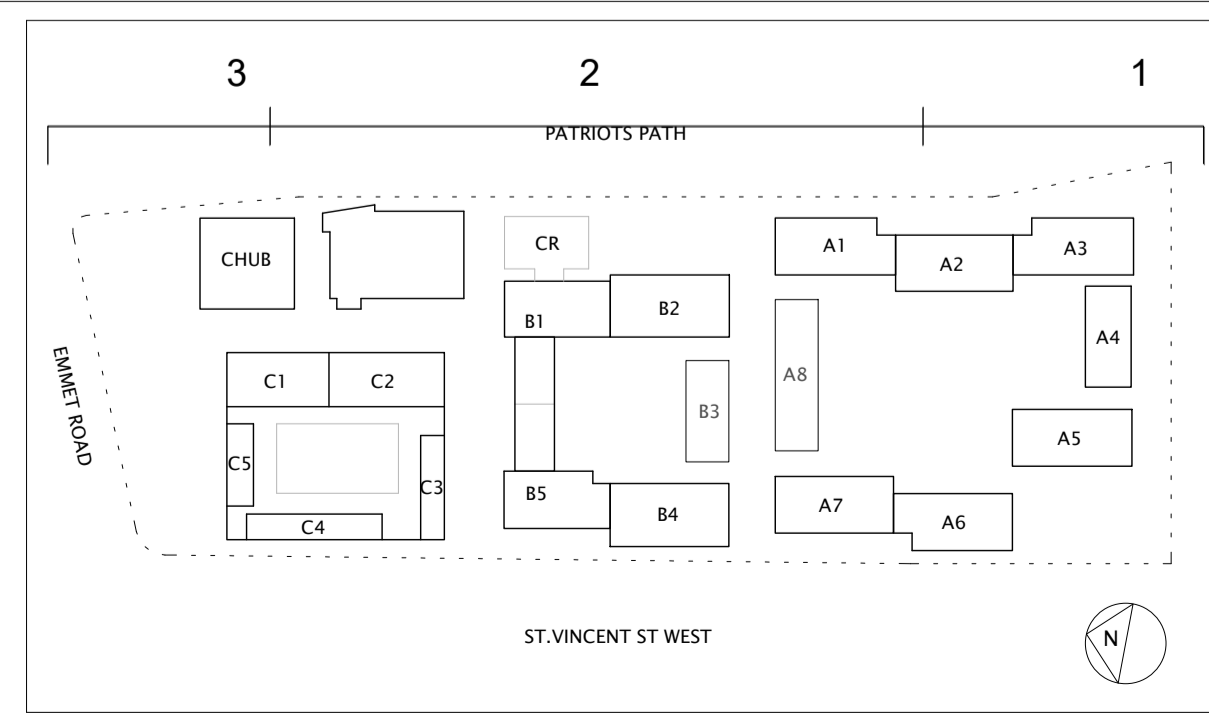 3
2
1
PATRIOTS PATH
CHUB
CR
A1
A2
A3
B1
B2
A4
EMMET ROAD
C1
C2
A8
B3
A5
C5
C3
C4
B5
B4
A7
A6
ST.VINCENT ST WEST
N